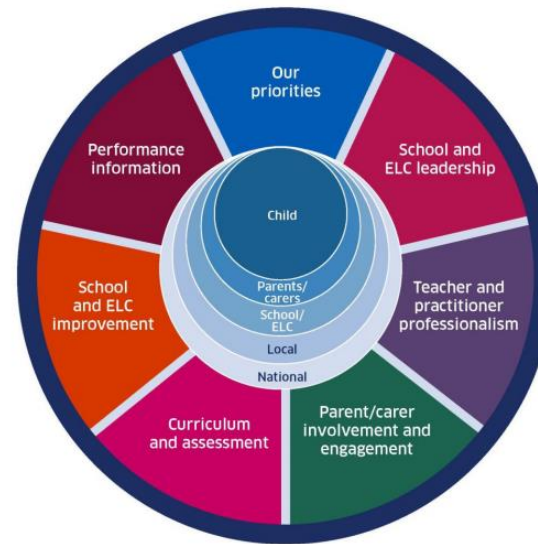 Our
priorities
School and
ELC leadership
Teacher and
practitioner
professionalism
Parent/carer
involvement and
engagement
Curriculum
and assessment
School
and ELC
improvement
Performance
information
Child
Parents/
carers
School/
ELC
Local
National